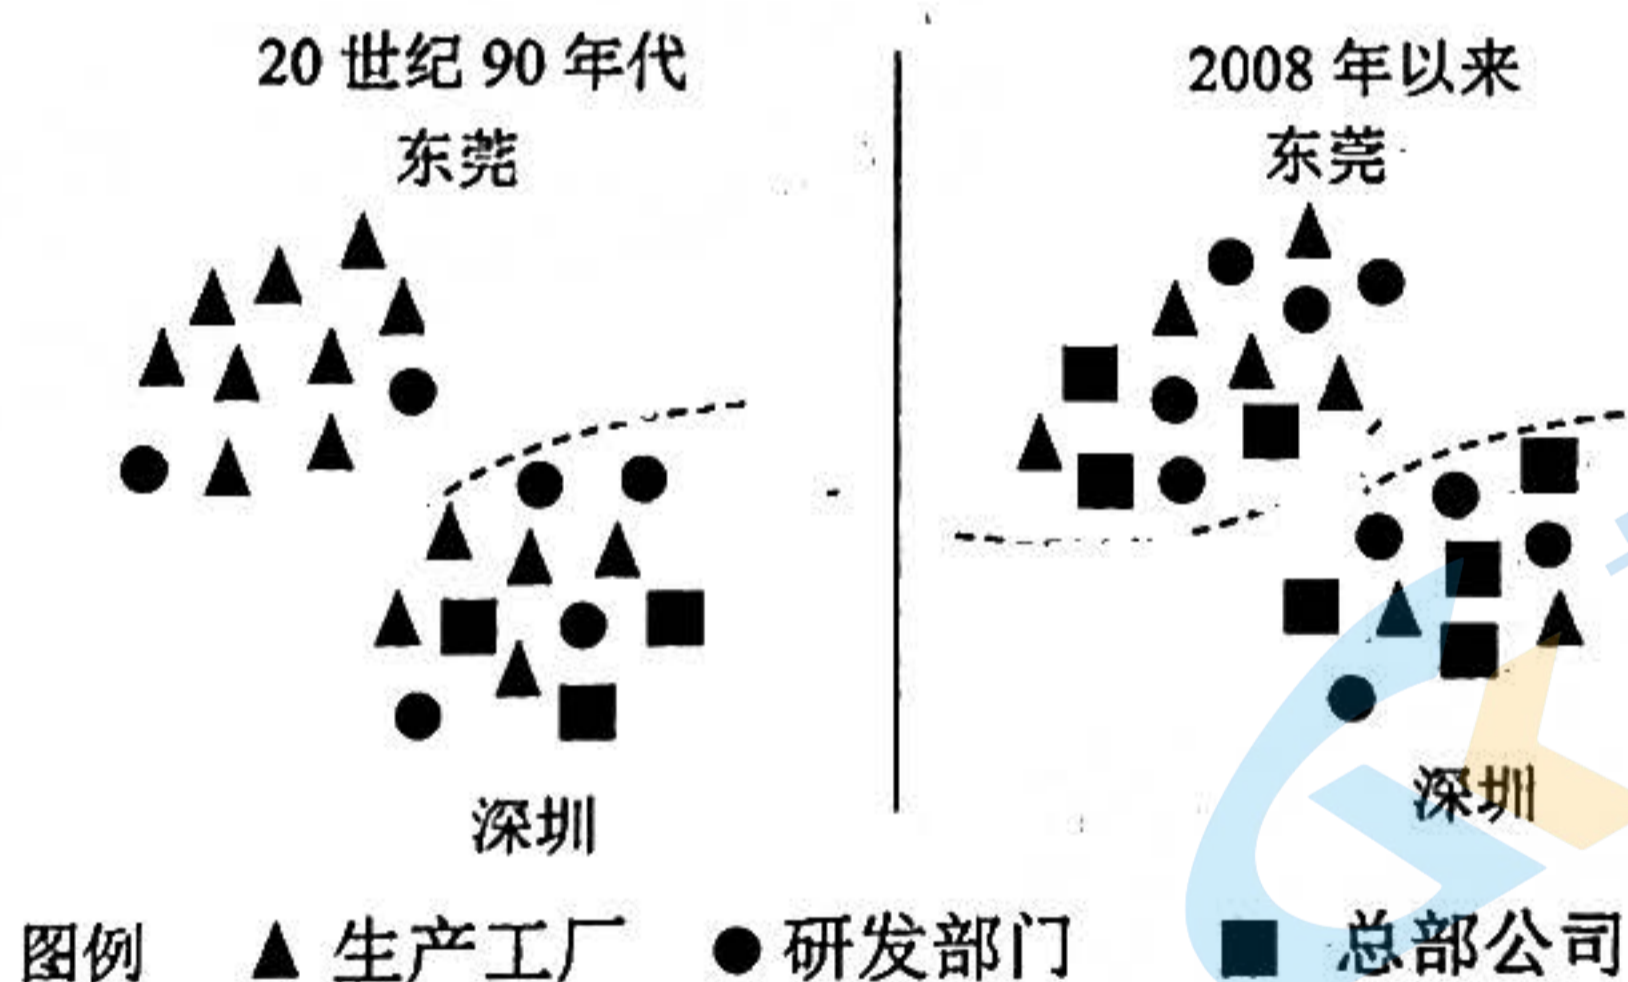 20 世纪 90 年代
东莞
深圳
2008 年以来
东莞
深圳
图例 生产工厂 研发部门 总部公司